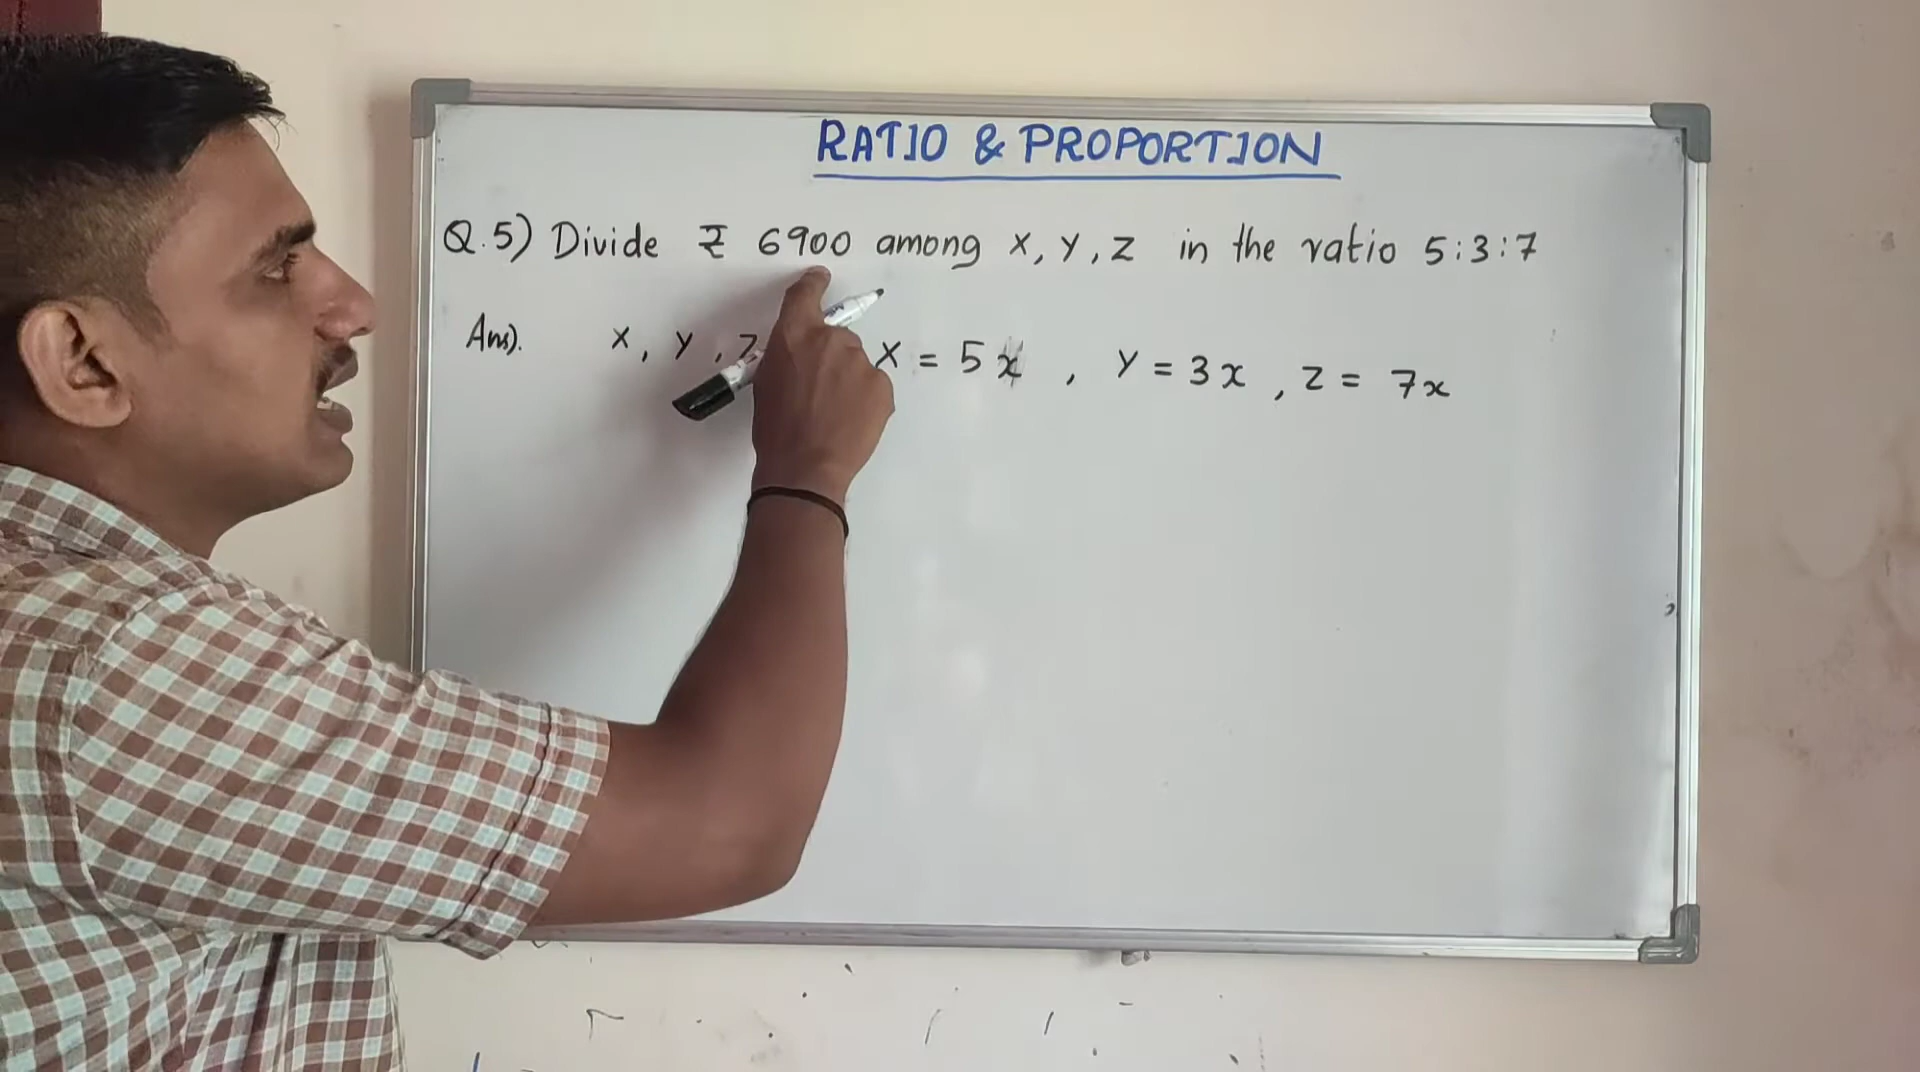 RATIO & PROPORTION
Q.5) Divide ₹ 6900 among X, Y, Z in the ratio 5:3:7
Ans). X, Y, Z X = 5x, Y = 3x, Z = 7x